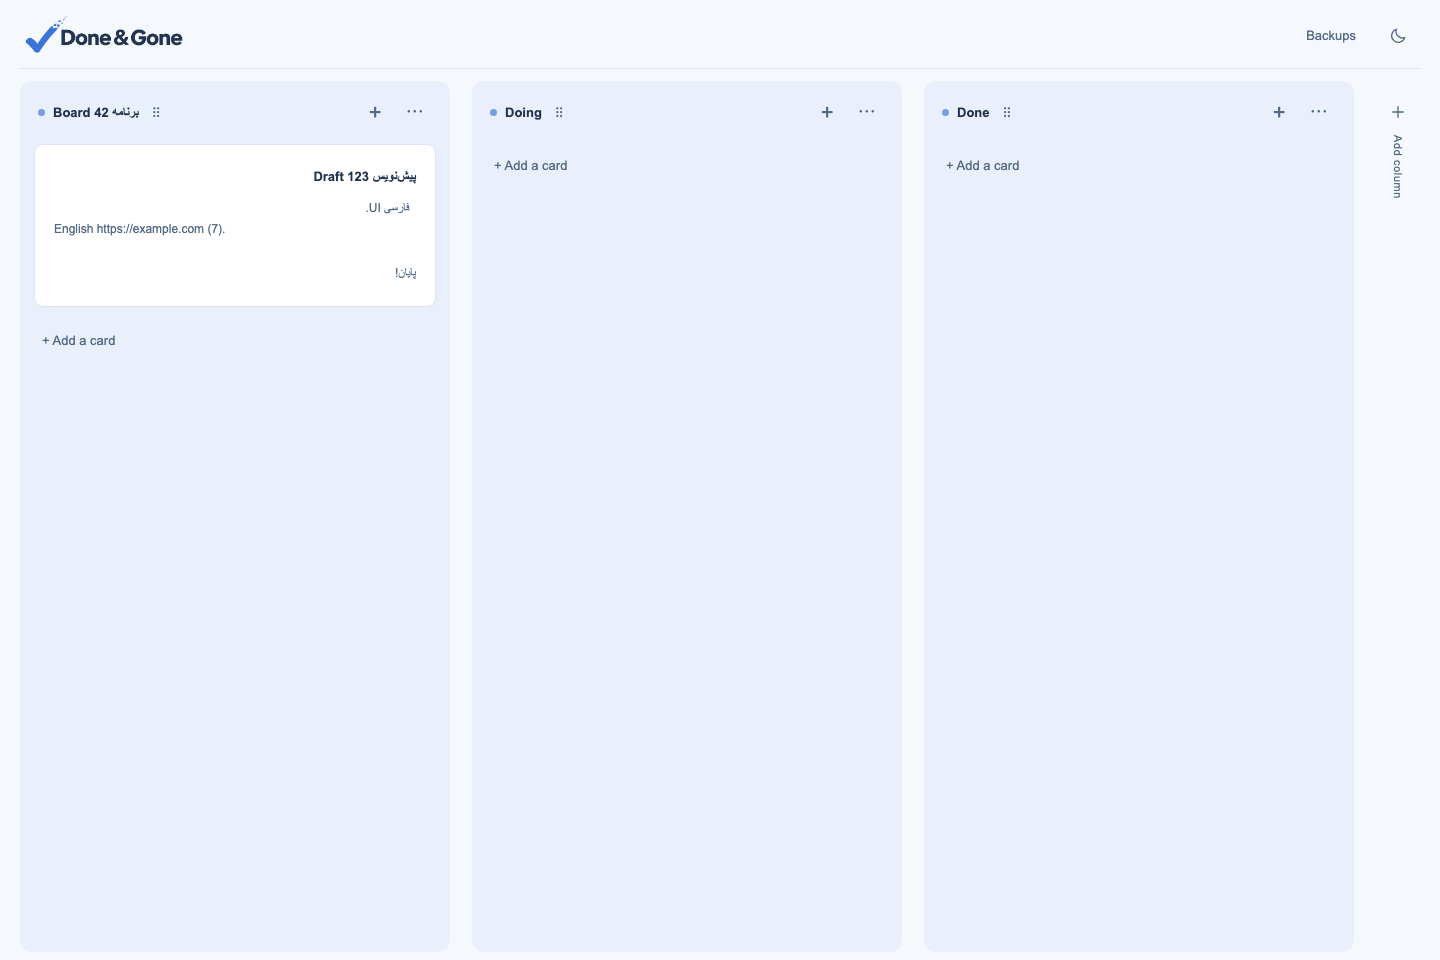 Done & Gone
Backups
برنامه Board 42
پیش‌نویس Draft 123
فارسی UI.
English https://example.com (7).
پایان!
+ Add a card
Doing
+ Add a card
Done
+ Add a card
Add column